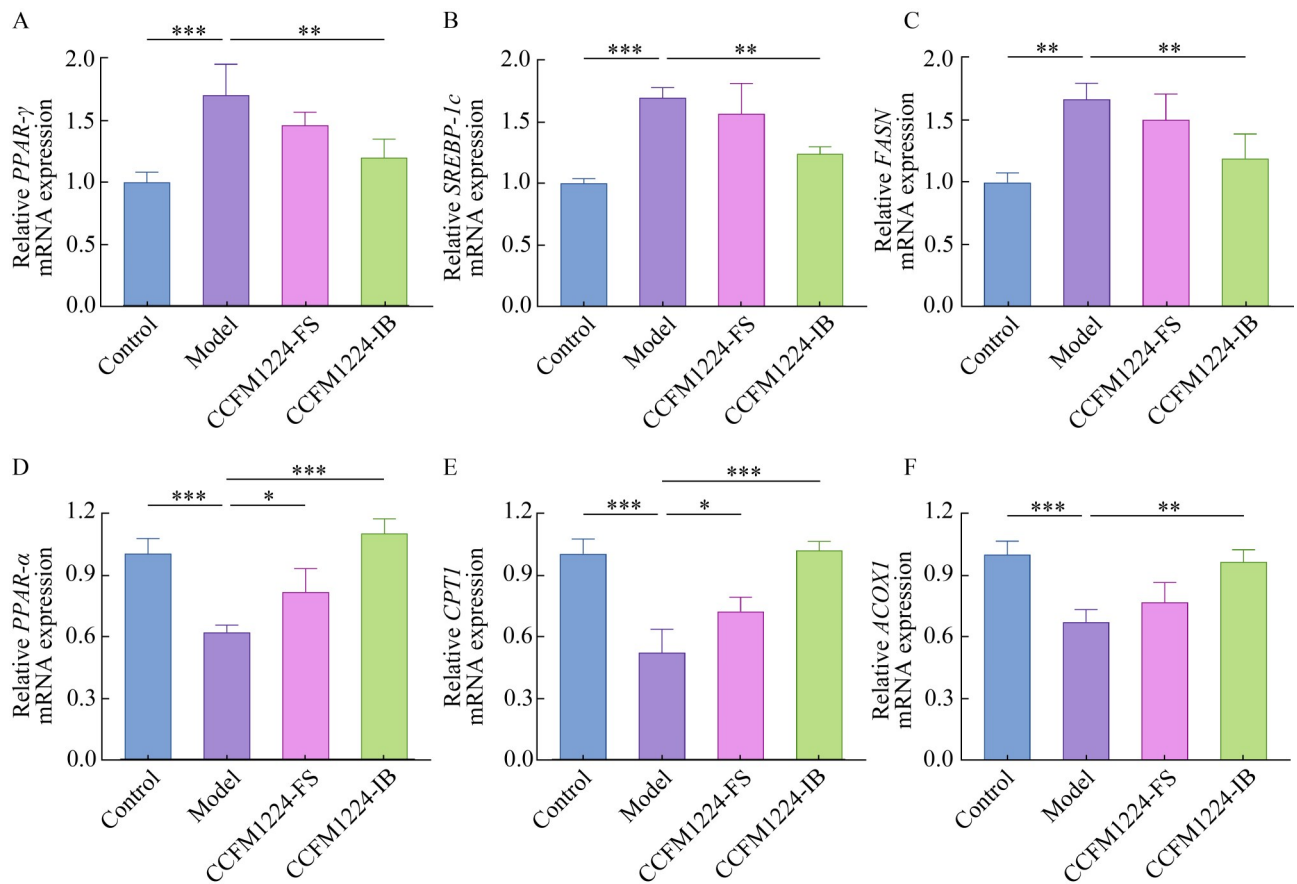 A
*** **
Relative PPAR-γ
mRNA expression
2.0
1.5
1.0
0.5
0.0
Control
Model
CCFM1224-FS
CCFM1224-IB
B
*** **
Relative SREBP-1c
mRNA expression
2.0
1.5
1.0
0.5
0.0
Control
Model
CCFM1224-FS
CCFM1224-IB
C
** **
Relative FASN
mRNA expression
2.0
1.5
1.0
0.5
0.0
Control
Model
CCFM1224-FS
CCFM1224-IB
D
***
*** *
Relative PPAR-α
mRNA expression
1.2
0.9
0.6
0.3
0.0
Control
Model
CCFM1224-FS
CCFM1224-IB
E
***
*** *
Relative CPT1
mRNA expression
1.2
0.9
0.6
0.3
0.0
Control
Model
CCFM1224-FS
CCFM1224-IB
F
*** **
Relative ACOX1
mRNA expression
1.2
0.9
0.6
0.3
0.0
Control
Model
CCFM1224-FS
CCFM1224-IB